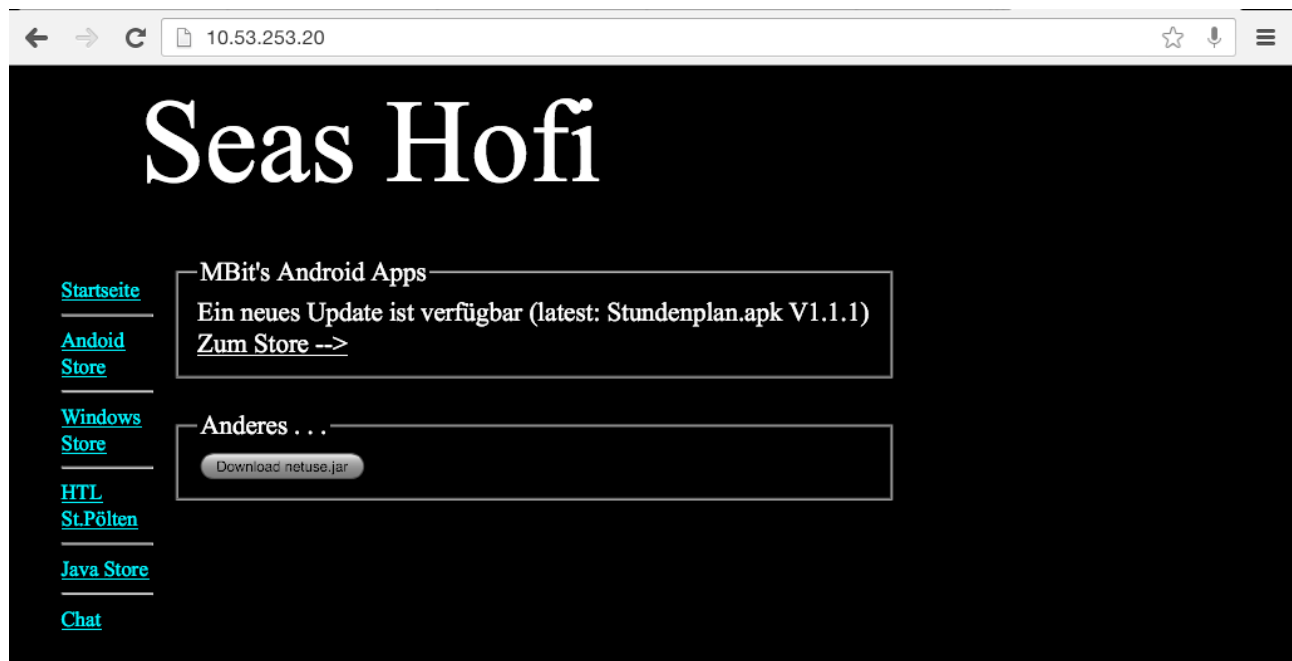 10.53.253.20
Seas Hofi
Startseite
Andoid
Store
Windows
Store
HTL
St.Pölten
Java Store
Chat
MBit's Android Apps
Ein neues Update ist verfügbar (latest: Stundenplan.apk V1.1.1)
Zum Store -->
Anderes . . .
Download netuse.jar